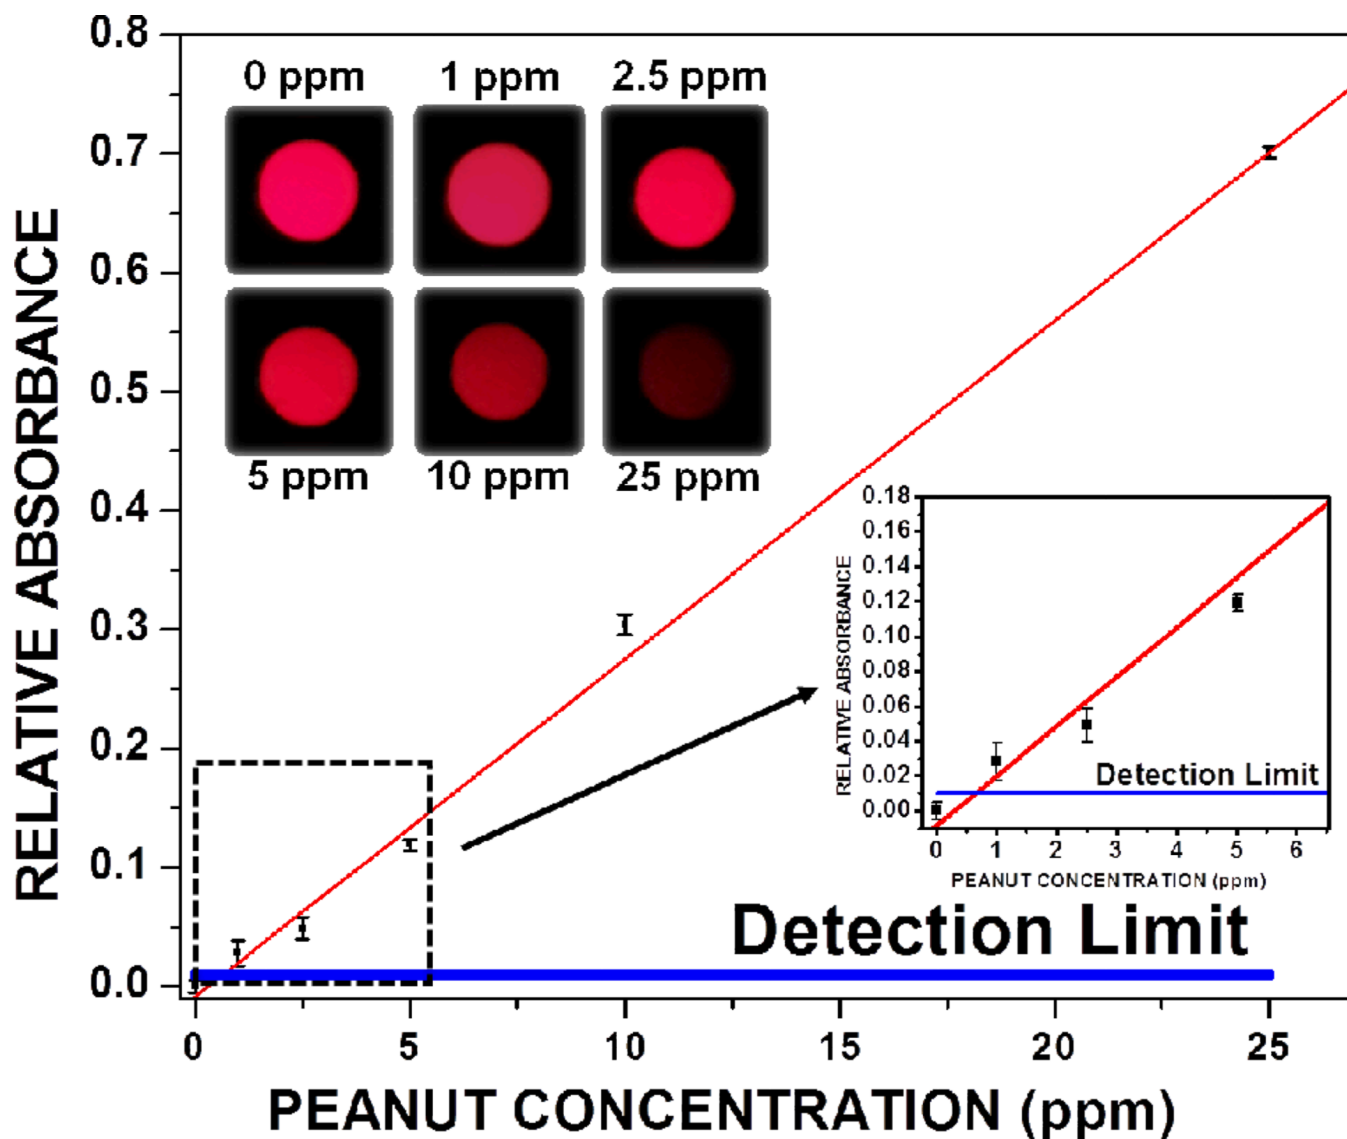 0.8
0.7
0.6
0.5
0.4
0.3
0.2
0.1
0.0
RELATIVE ABSORBANCE
0 ppm 1 ppm 2.5 ppm
5 ppm 10 ppm 25 ppm
0.18
0.16
0.14
0.12
0.10
0.08
0.06
0.04
0.02
0.00
RELATIVE ABSORBANCE
Detection Limit
0 1 2 3 4 5 6
PEANUT CONCENTRATION (ppm)
Detection Limit
0 5 10 15 20 25
PEANUT CONCENTRATION (ppm)